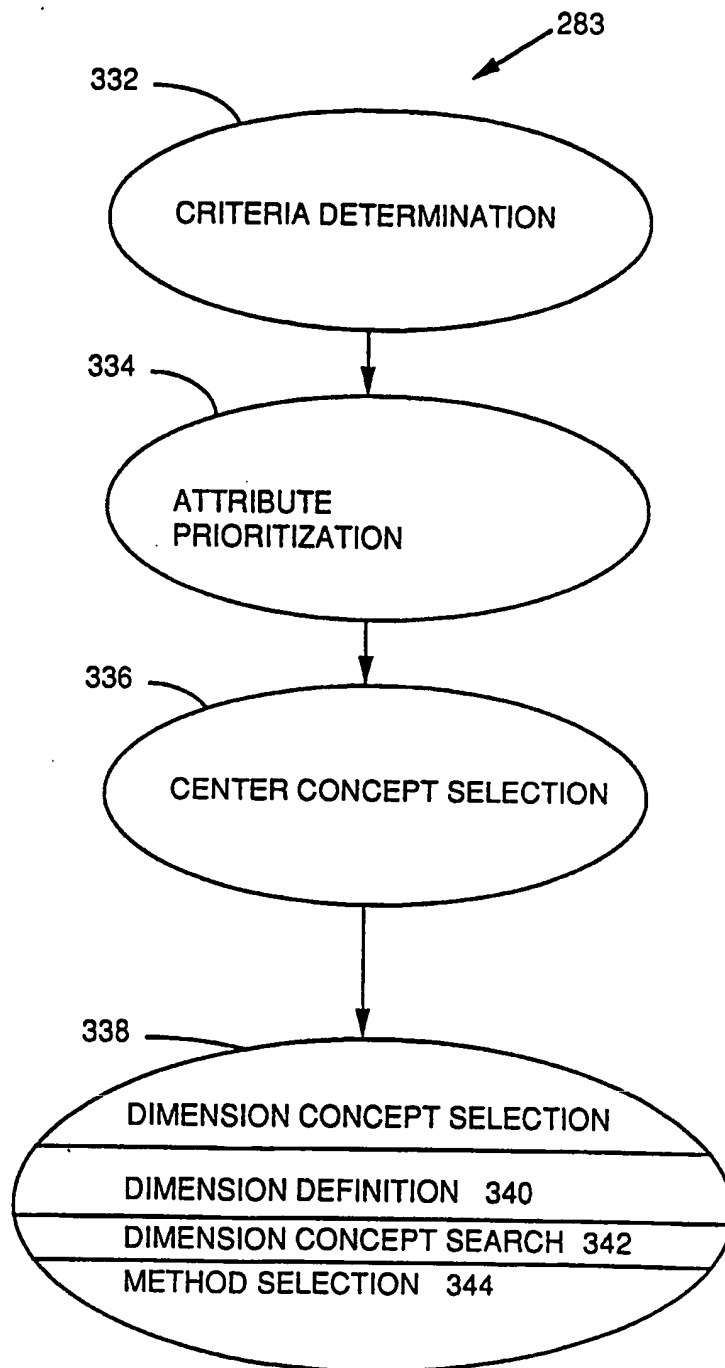 283
332
CRITERIA DETERMINATION
334
ATTRIBUTE
PRIORITIZATION
336
CENTER CONCEPT SELECTION
338
DIMENSION CONCEPT SELECTION
DIMENSION DEFINITION 340
DIMENSION CONCEPT SEARCH 342
METHOD SELECTION 344